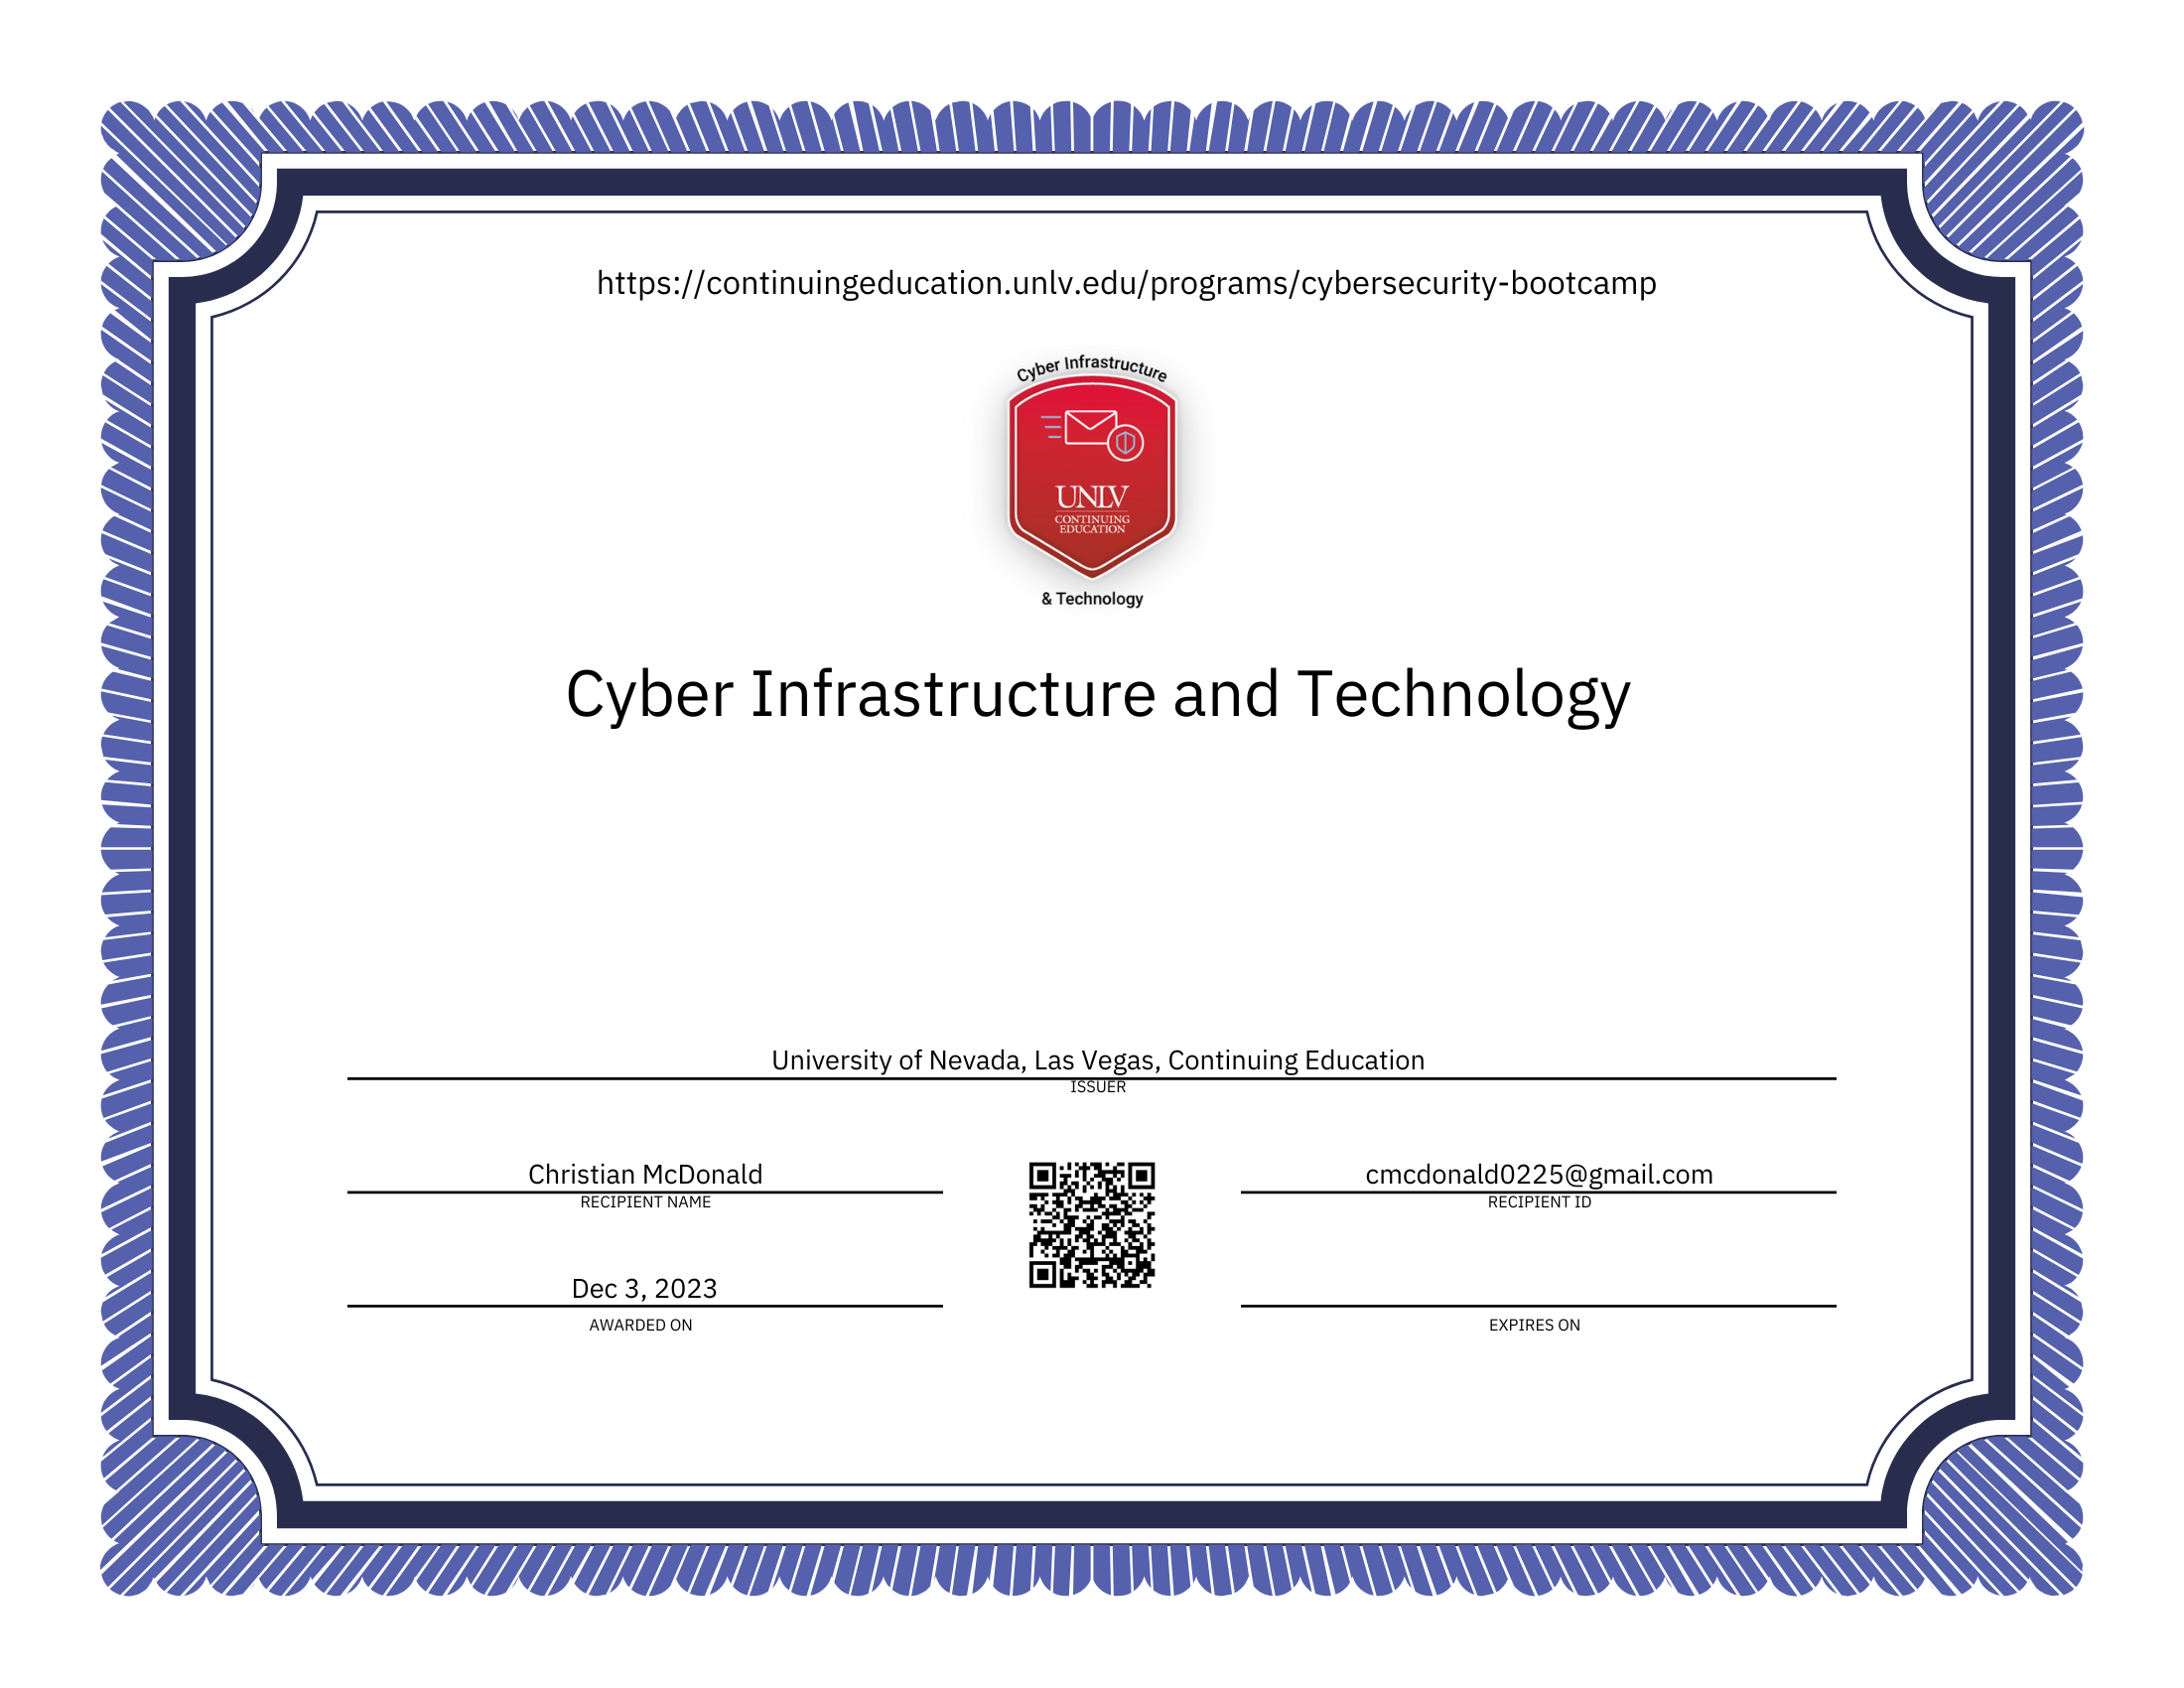 https://continuingeducation.unlv.edu/programs/cybersecurity-bootcamp
Cyber Infrastructure
UNLV
CONTINUING
EDUCATION
& Technology
Cyber Infrastructure and Technology
University of Nevada, Las Vegas, Continuing Education
ISSUER
Christian McDonald
RECIPIENT NAME
cmcdonald0225@gmail.com
RECIPIENT ID
Dec 3, 2023
AWARDED ON
EXPIRES ON